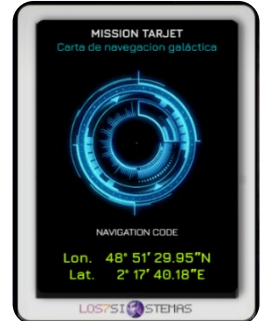 MISSION TARJET
Carta de navegacion galáctica
NAVIGATION CODE
Lon. 48° 51' 29.95"N
Lat. 2° 17' 40.18"E
LOS7SISTEMAS